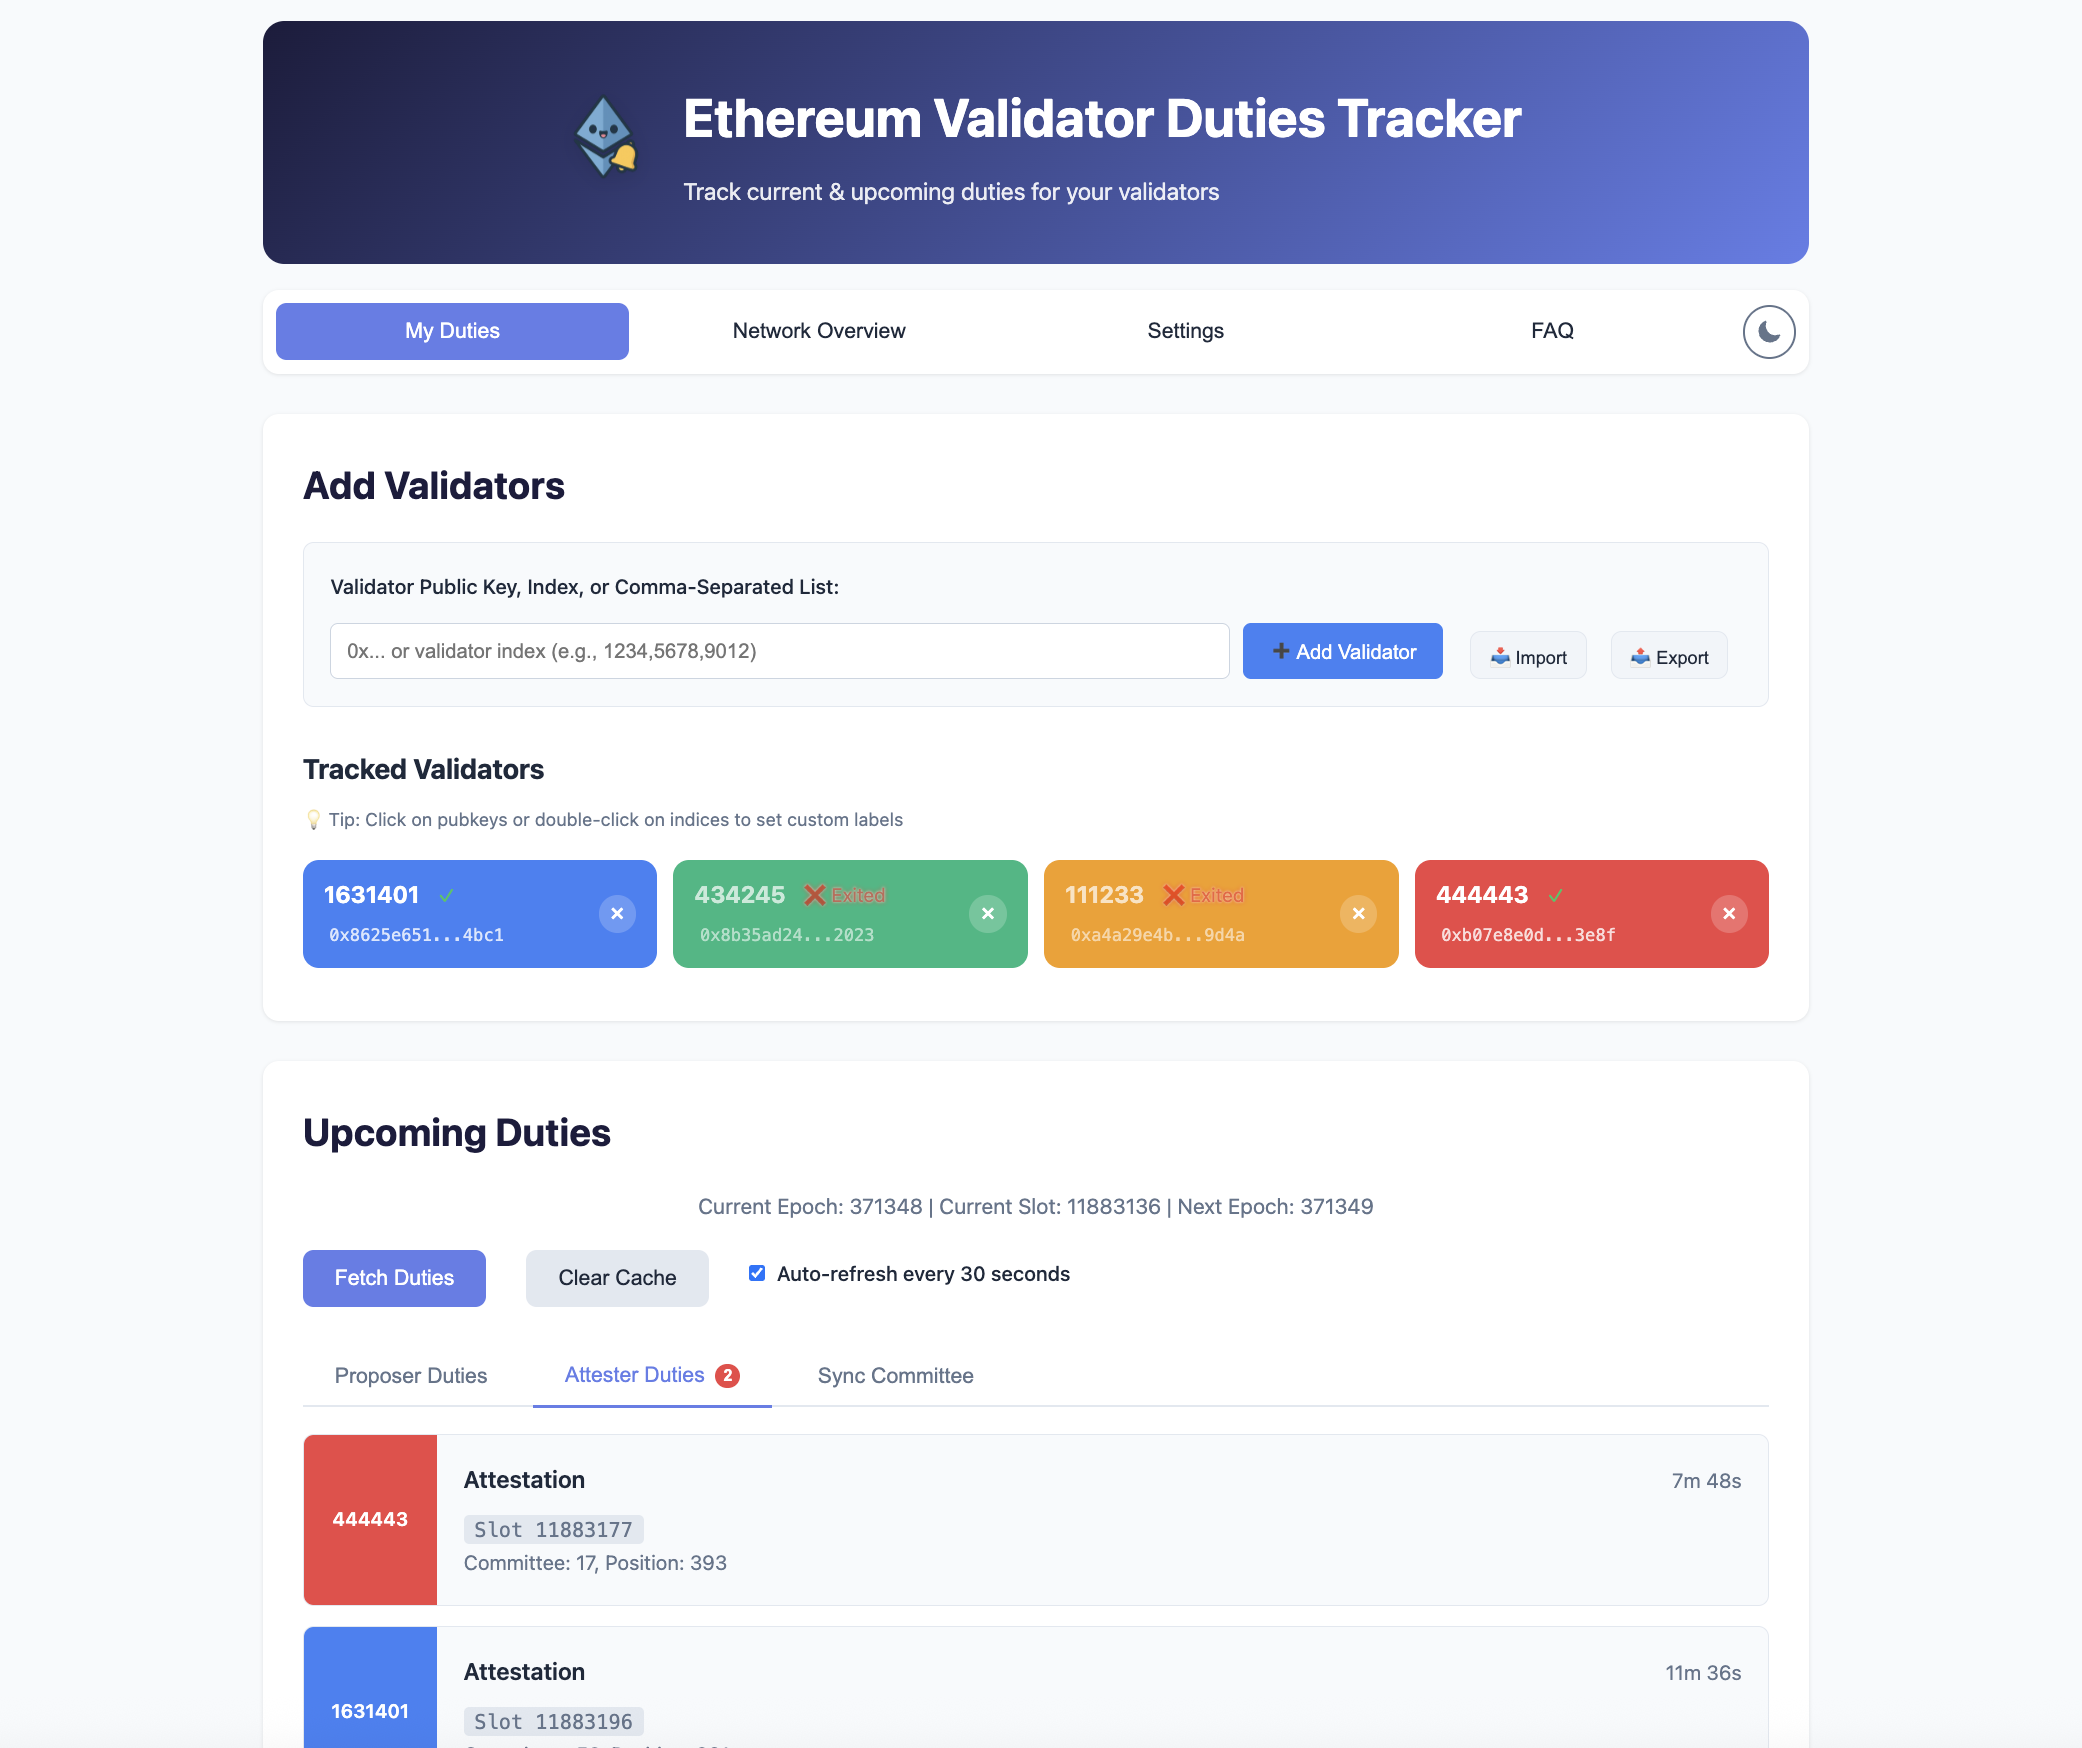 Ethereum Validator Duties Tracker
Track current & upcoming duties for your validators
My Duties
Network Overview
Settings
FAQ
Add Validators
Validator Public Key, Index, or Comma-Separated List:
0x... or validator index (e.g., 1234,5678,9012)
Add Validator
Import
Export
Tracked Validators
Tip: Click on pubkeys or double-click on indices to set custom labels
1631401 ✓
0x8625e651...4bc1
434245 ❌ Exited
0x8b35ad24...2023
111233 ❌ Exited
0xa4a29e4b...9d4a
444443 ✓
0xb07e8e0d...3e8f
Upcoming Duties
Current Epoch: 371348 | Current Slot: 11883136 | Next Epoch: 371349
Fetch Duties
Clear Cache
Auto-refresh every 30 seconds
Proposer Duties
Attester Duties 2
Sync Committee
444443
Attestation
7m 48s
Slot 11883177
Committee: 17, Position: 393
1631401
Attestation
11m 36s
Slot 11883196